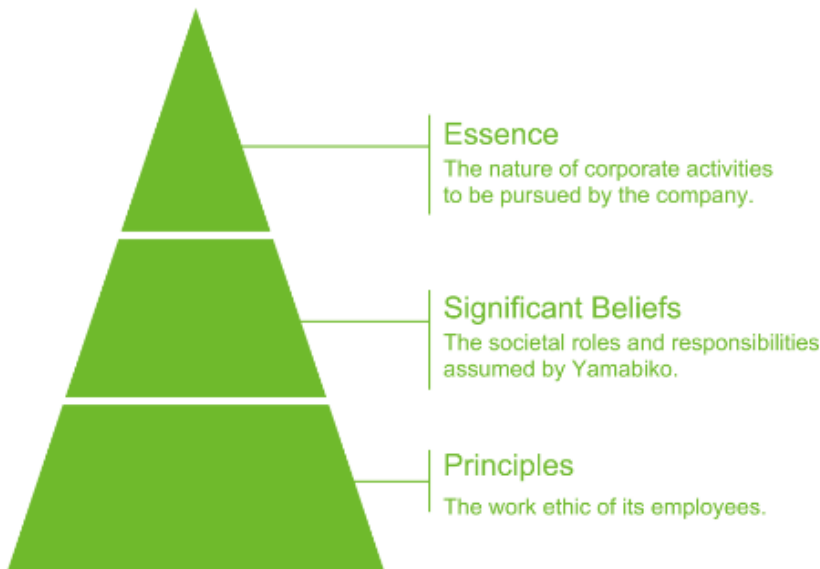 Essence
The nature of corporate activities
to be pursued by the company.
Significant Beliefs
The societal roles and responsibilities
assumed by Yamabiko.
Principles
The work ethic of its employees.